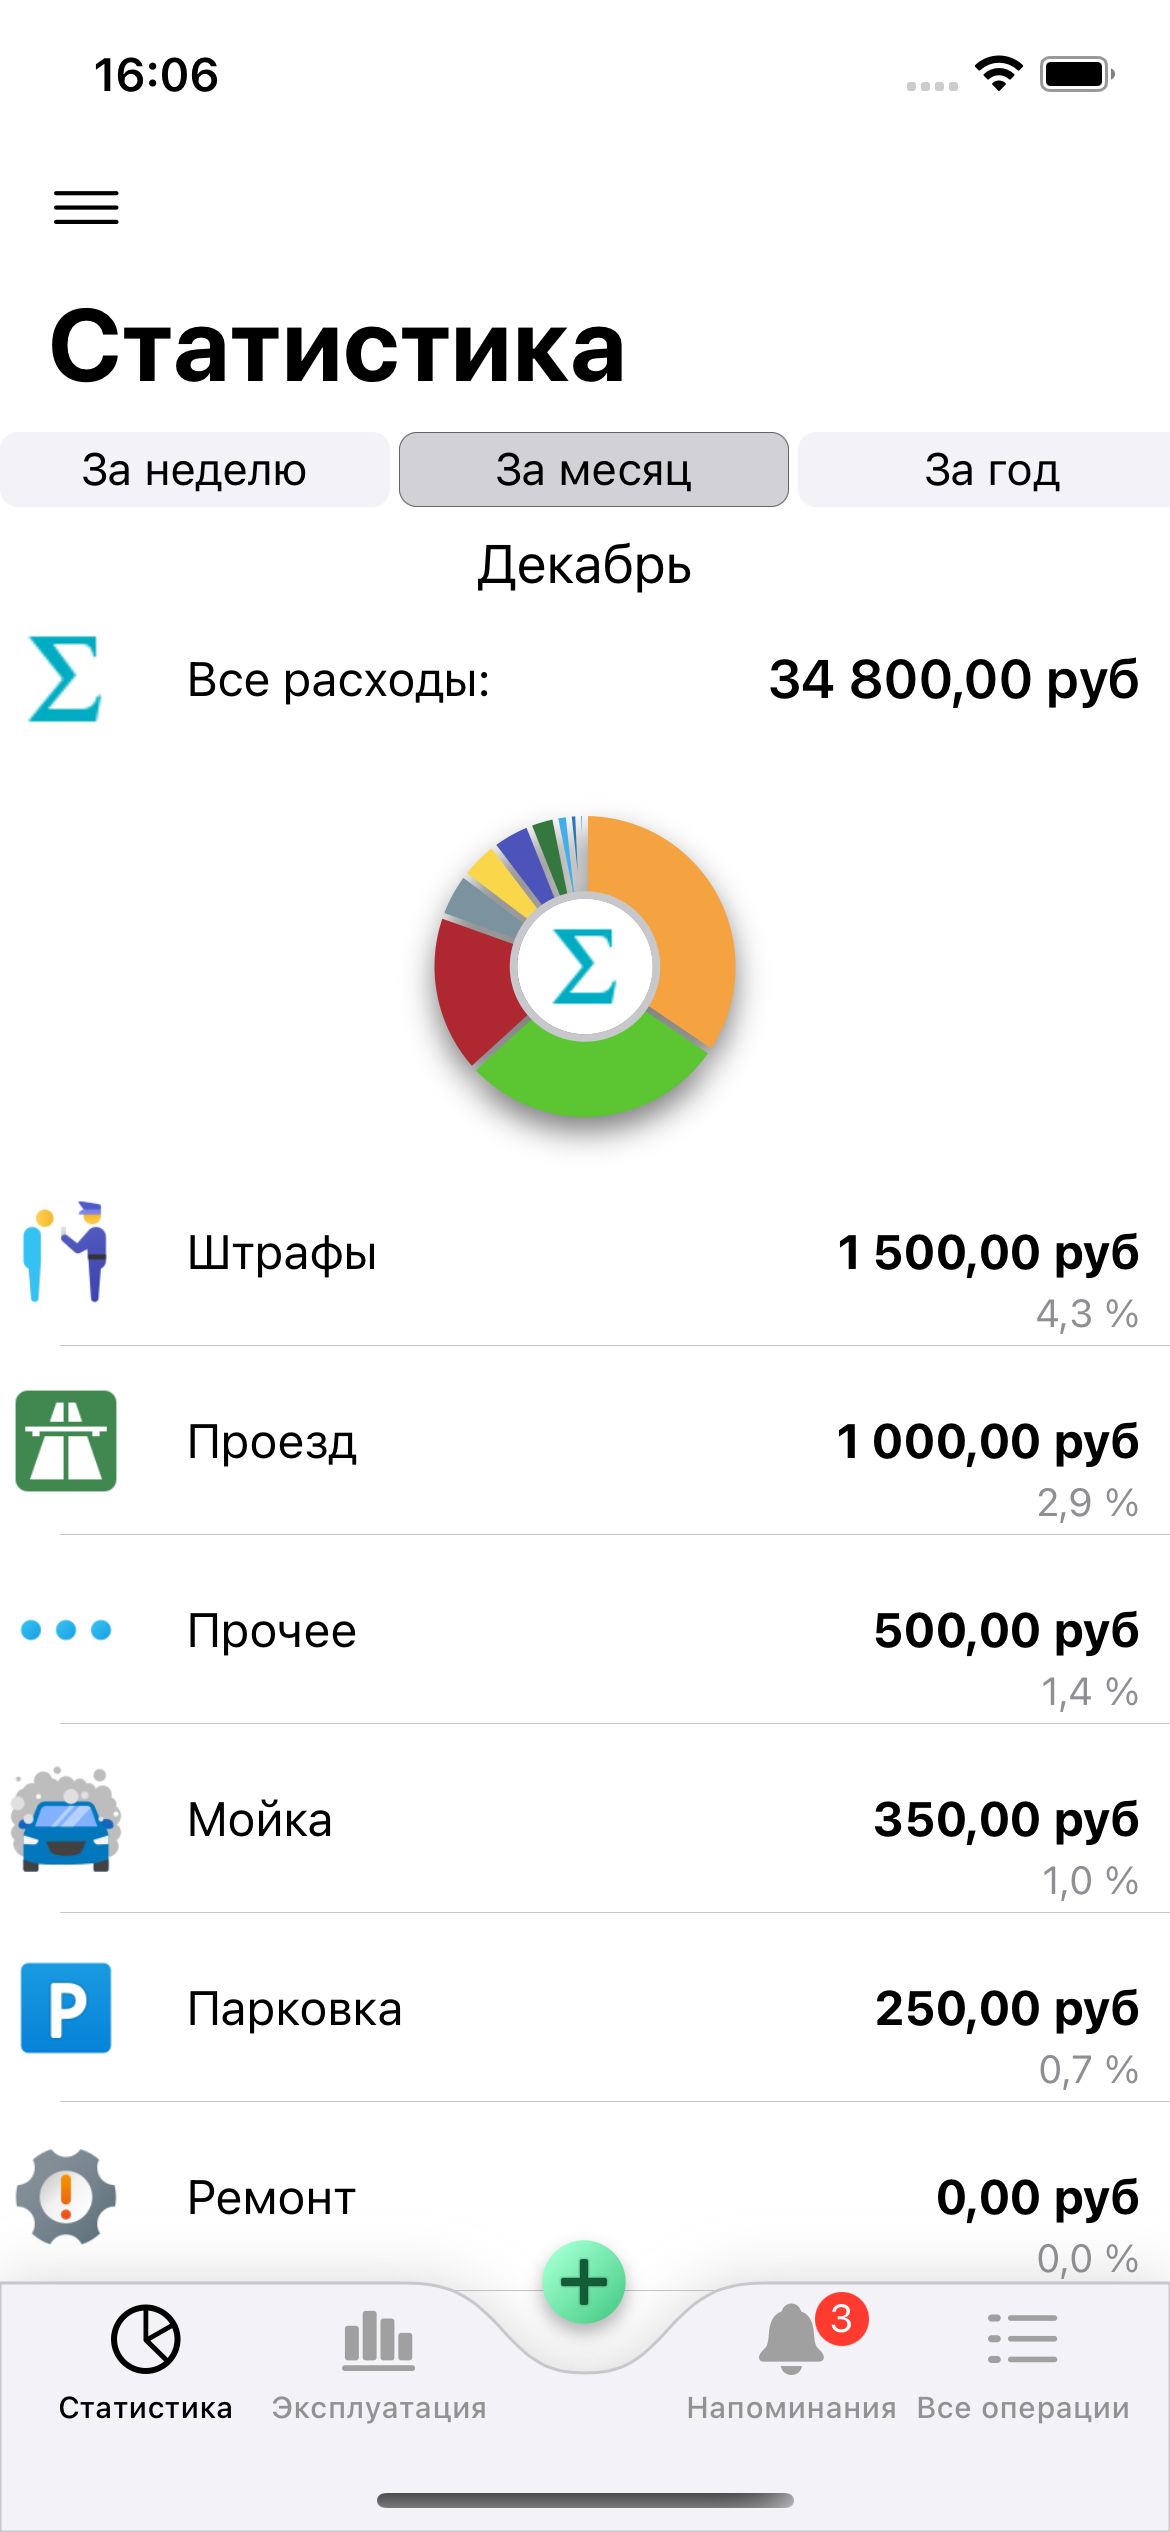 16:06
Статистика
За неделю
За месяц
За год
Декабрь
Σ
Все расходы:
34 800,00 руб
Σ
Штрафы
1 500,00 руб
4,3 %
Проезд
1 000,00 руб
2,9 %
Прочее
500,00 руб
1,4 %
Мойка
350,00 руб
1,0 %
P
Парковка
250,00 руб
0,7 %
Ремонт
0,00 руб
0,0 %
3
Статистика
Эксплуатация
Напоминания
Все операции